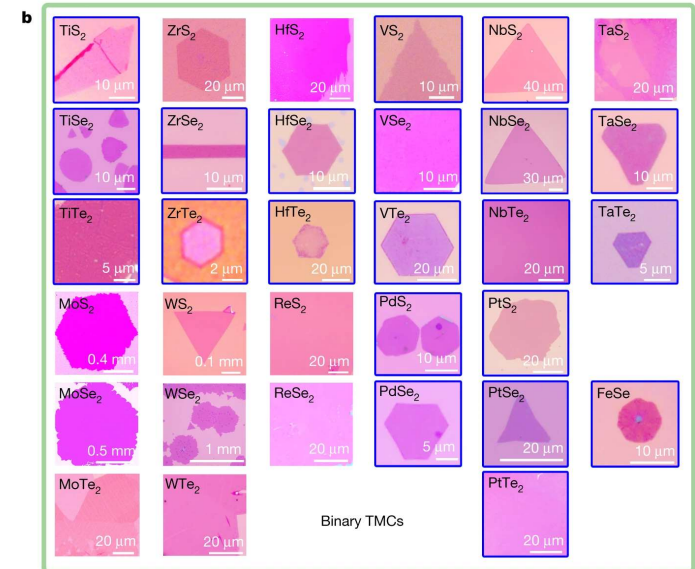 b
TiS2
10 μm
ZrS2
20 μm
HfS2
20 μm
VS2
10 μm
NbS2
40 μm
TaS2
20 μm
TiSe2
10 μm
ZrSe2
10 μm
HfSe2
10 μm
VSe2
10 μm
NbSe2
30 μm
TaSe2
10 μm
TiTe2
5 μm
ZrTe2
2 μm
HfTe2
20 μm
VTe2
20 μm
NbTe2
20 μm
TaTe2
5 μm
MoS2
0.4 mm
WS2
0.1 mm
ReS2
20 μm
PdS2
10 μm
PtS2
20 μm
MoSe2
0.5 mm
WSe2
1 mm
ReSe2
20 μm
PdSe2
5 μm
PtSe2
20 μm
FeSe
10 μm
MoTe2
20 μm
WTe2
20 μm
Binary TMCs
PtTe2
20 μm